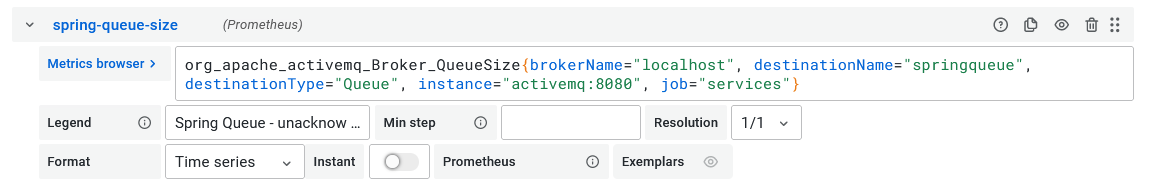 spring-queue-size (Prometheus)
Metrics browser > org_apache_activemq_Broker_QueueSize{brokerName="localhost", destinationName="springqueue",
destinationType="Queue", instance="activemq:8080", job="services"}
Legend Spring Queue - unacknow ... Min step Resolution 1/1
Format Time series Instant Prometheus Exemplars